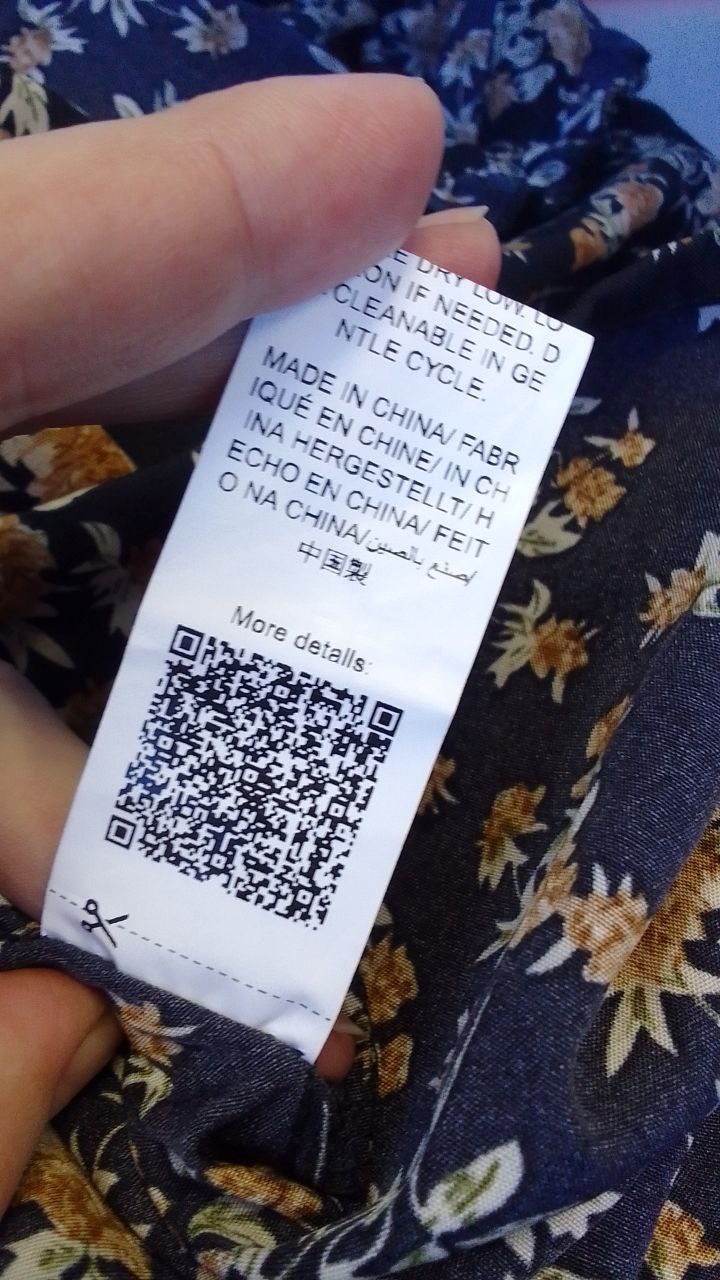 E DRY LOW. LO
ON IF NEEDED. D
CLEANABLE IN GE
NTLE CYCLE.
MADE IN CHINA/ FABR
IQUÉ EN CHINE/ IN CH
INA HERGESTELLT/ H
ECHO EN CHINA/ FEIT
O NA CHINA/صنع بالصين/
中国製
More details: